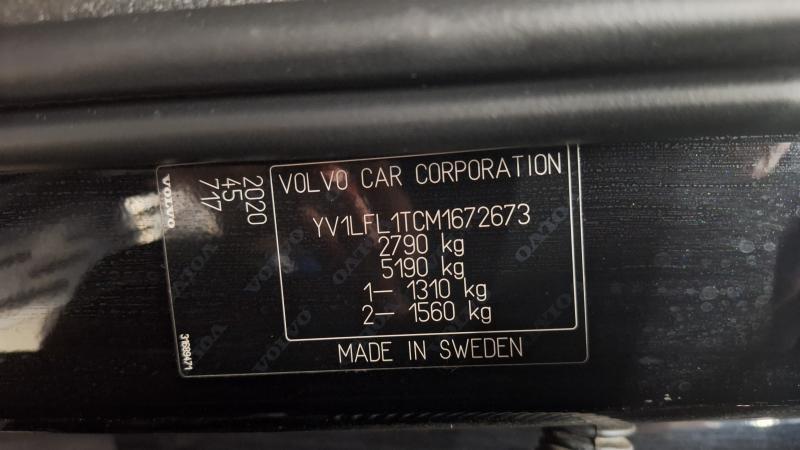 VOLVO CAR CORPORATION
YV1LFL1TCM1672673
2790 kg
5190 kg
1— 1310 kg
2— 1560 kg
MADE IN SWEDEN
2020
45
717
VOLVO
31689471